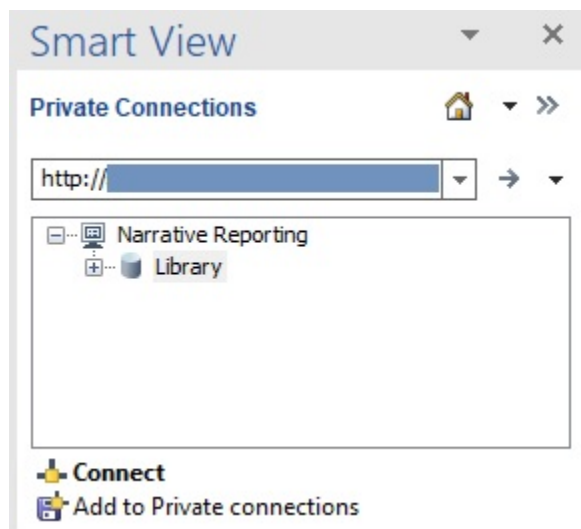 Smart View
Private Connections
http://
Narrative Reporting
Library
Connect
Add to Private connections